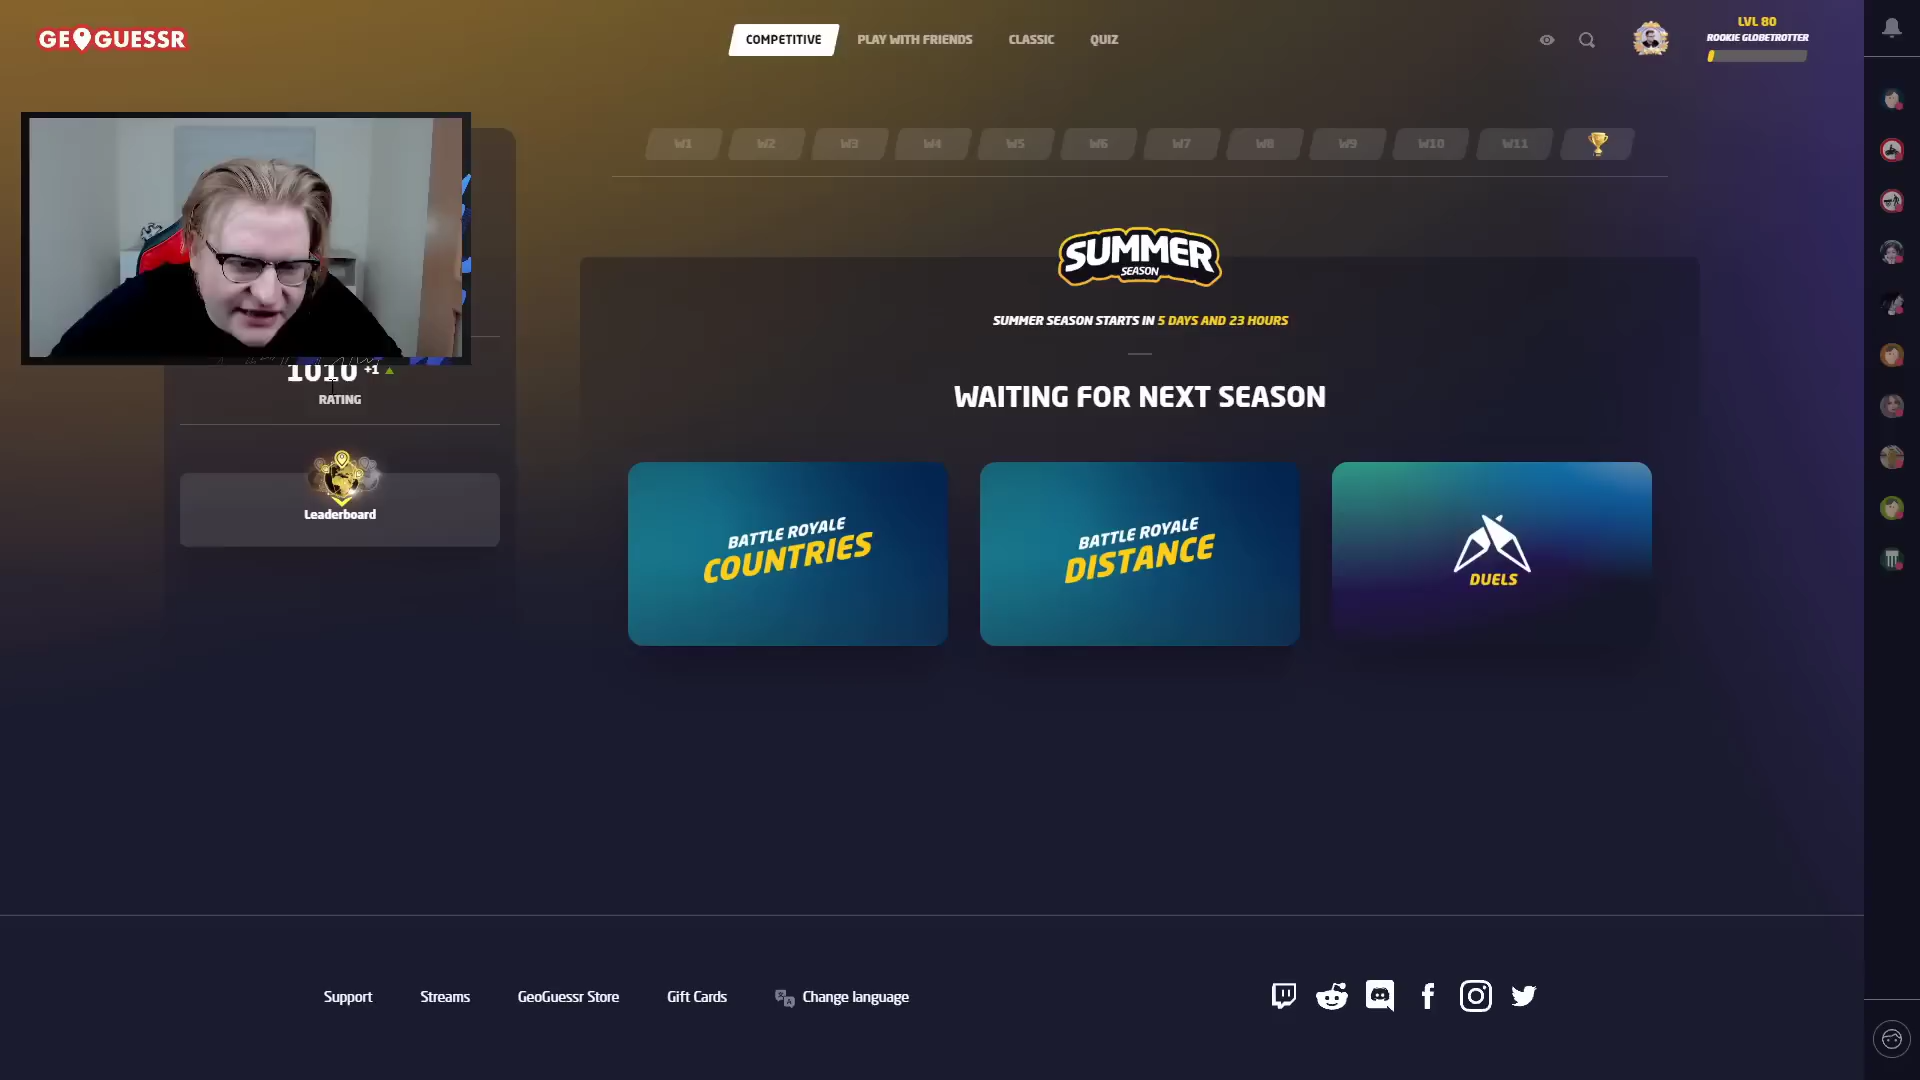 GEOGUESSR
COMPETITIVE
PLAY WITH FRIENDS
CLASSIC
QUIZ
LVL 80
ROOKIE GLOBETROTTER
W1
W2
W3
W4
W5
W6
W7
W8
W9
W10
W11
SUMMER
SEASON
SUMMER SEASON STARTS IN 5 DAYS AND 23 HOURS
WAITING FOR NEXT SEASON
1010 +1
RATING
Leaderboard
BATTLE ROYALE
COUNTRIES
BATTLE ROYALE
DISTANCE
DUELS
Support
Streams
GeoGuessr Store
Gift Cards
Change language